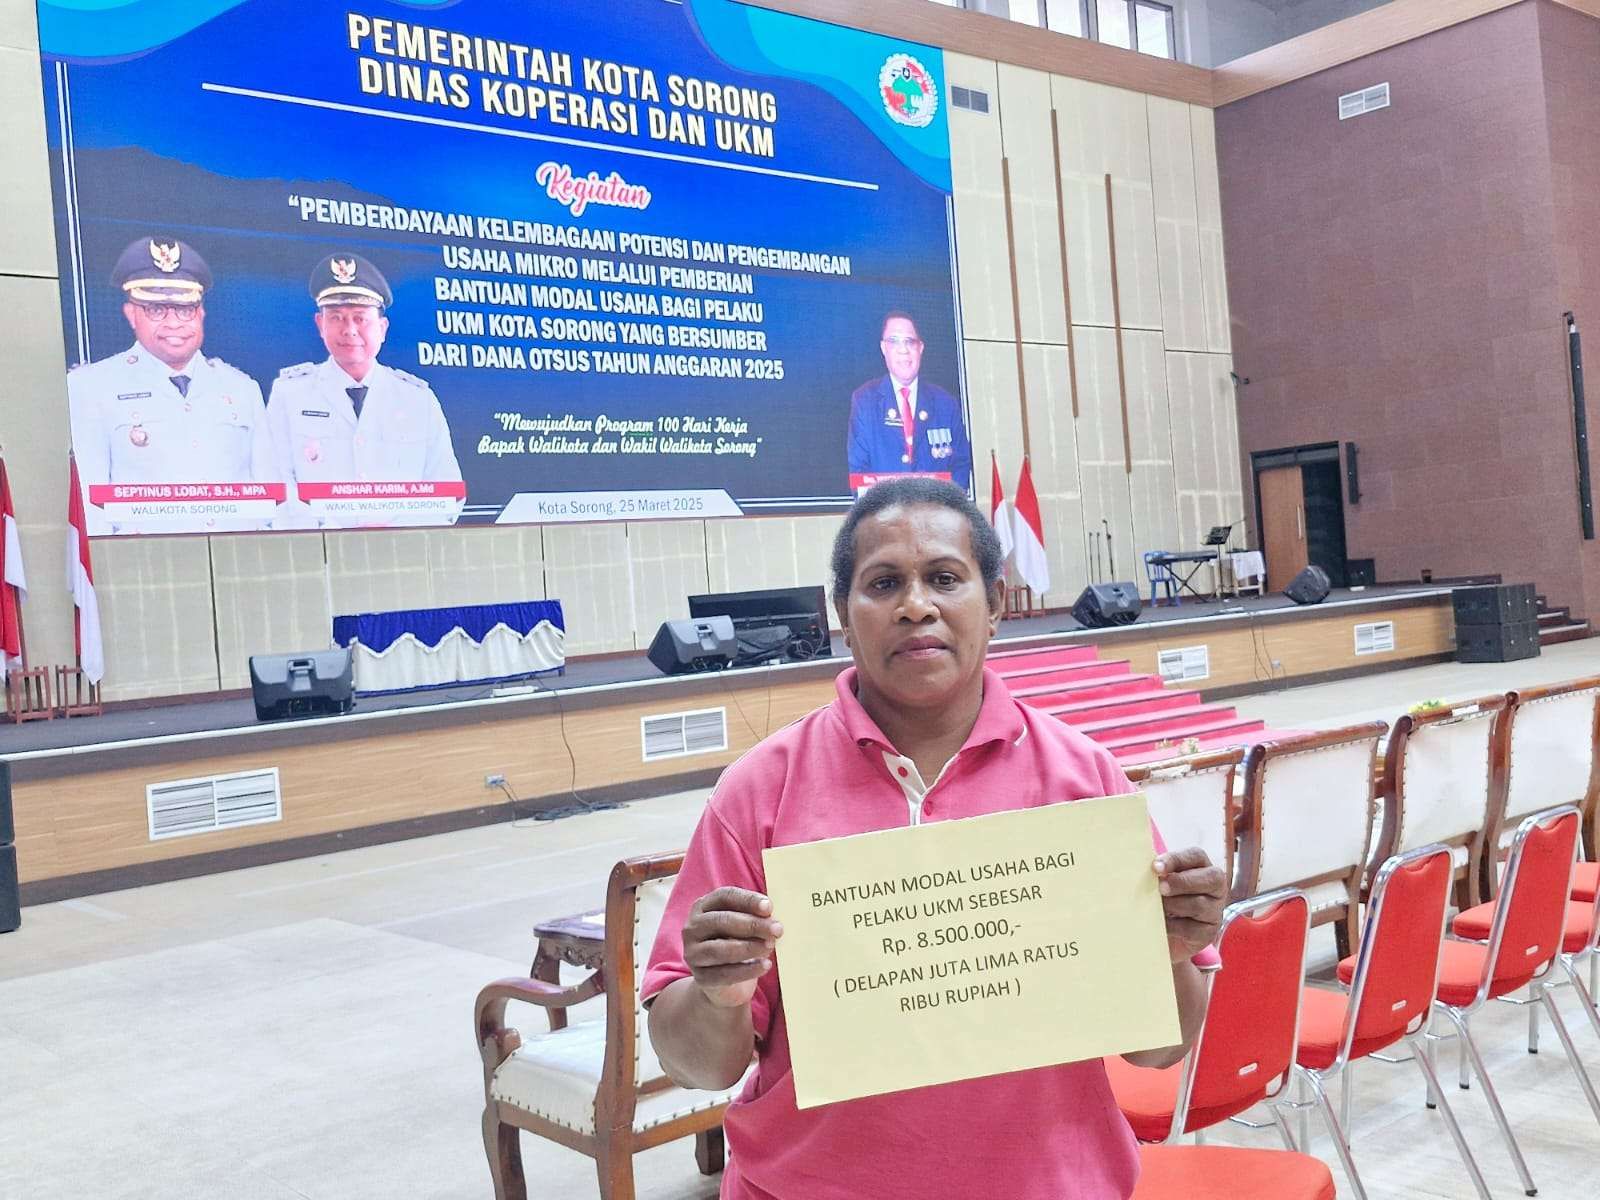 PEMERINTAH KOTA SORONG
DINAS KOPERASI DAN UKM
Kegiatan
"PEMBERDAYAAN KELEMBAGAAN POTENSI DAN PENGEMBANGAN
USAHA MIKRO MELALUI PEMBERIAN
BANTUAN MODAL USAHA BAGI PELAKU
UKM KOTA SORONG YANG BERSUMBER
DARI DANA OTSUS TAHUN ANGGARAN 2025
"Mewujudkan Program 100 Hari Kerja
Bapak Walikota dan Wakil Walikota Sorong"
SEPTINUS LOBAT, S.H., MPA
WALIKOTA SORONG
ANSHAR KARIM, A.Md
WAKIL WALIKOTA SORONG
Kota Sorong, 25 Maret 2025
BANTUAN MODAL USAHA BAGI
PELAKU UKM SEBESAR
Rp. 8.500.000,-
( DELAPAN JUTA LIMA RATUS
RIBU RUPIAH )